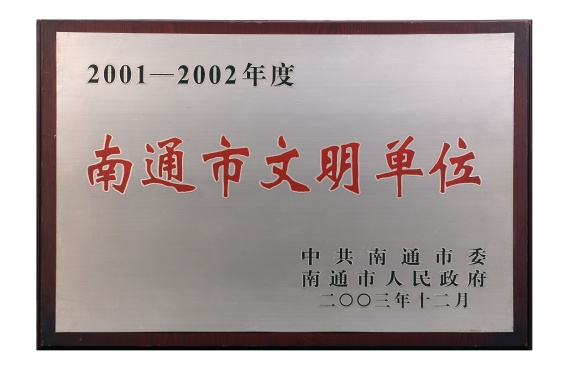 2001—2002年度
南通市文明单位
中共南通市委
南通市人民政府
二〇〇三年十二月